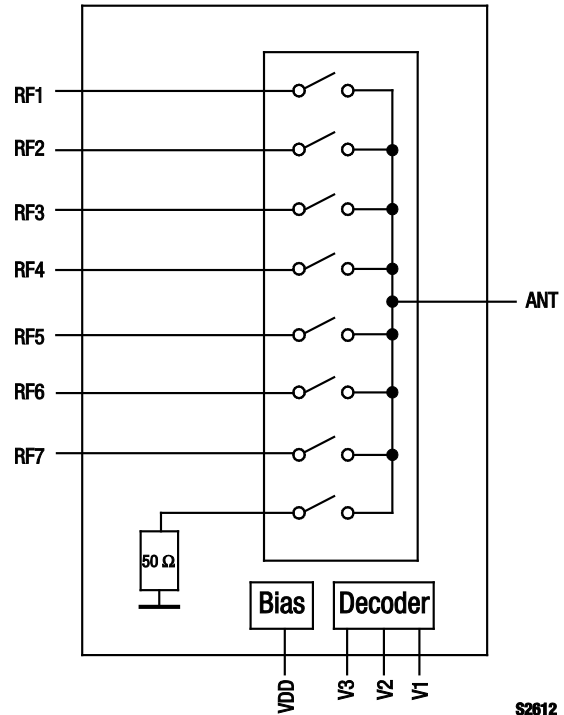 RF1
RF2
RF3
RF4
ANT
RF5
RF6
RF7
50 Ω
Bias
Decoder
VDD
V3
V2
V1
S2612